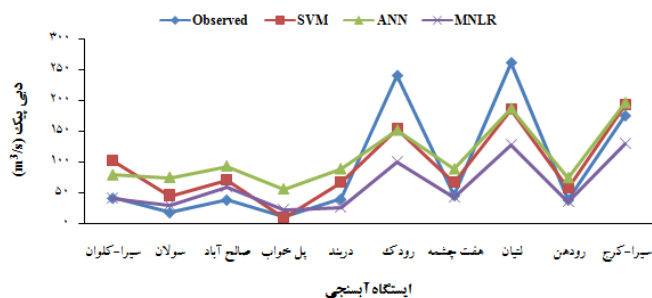 Observed SVM ANN MNLR
۳۰۰
۲۵۰
۲۰۰
۱۵۰
۱۰۰
۵۰
۰
دبی پیک (m³/s)
سیرا-کلوان سولان صالح آباد پل خواب دربند رودک هفت چشمه لتیان رودهن سیرا-کرج
ایستگاه آبسنجی